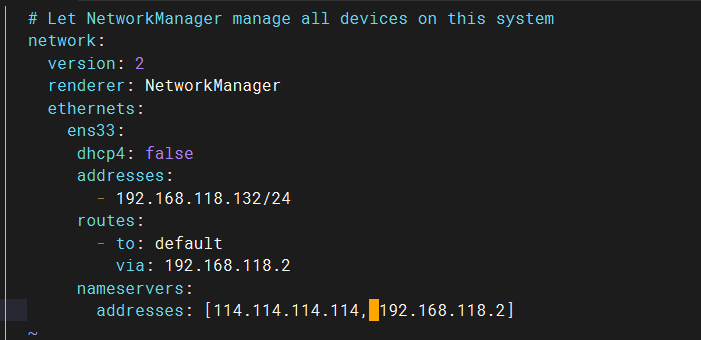 # Let NetworkManager manage all devices on this system
network:
  version: 2
  renderer: NetworkManager
  ethernets:
    ens33:
     dhcp4: false
     addresses:
       - 192.168.118.132/24
     routes:
       - to: default
         via: 192.168.118.2
     nameservers:
       addresses: [114.114.114.114, 192.168.118.2]
~